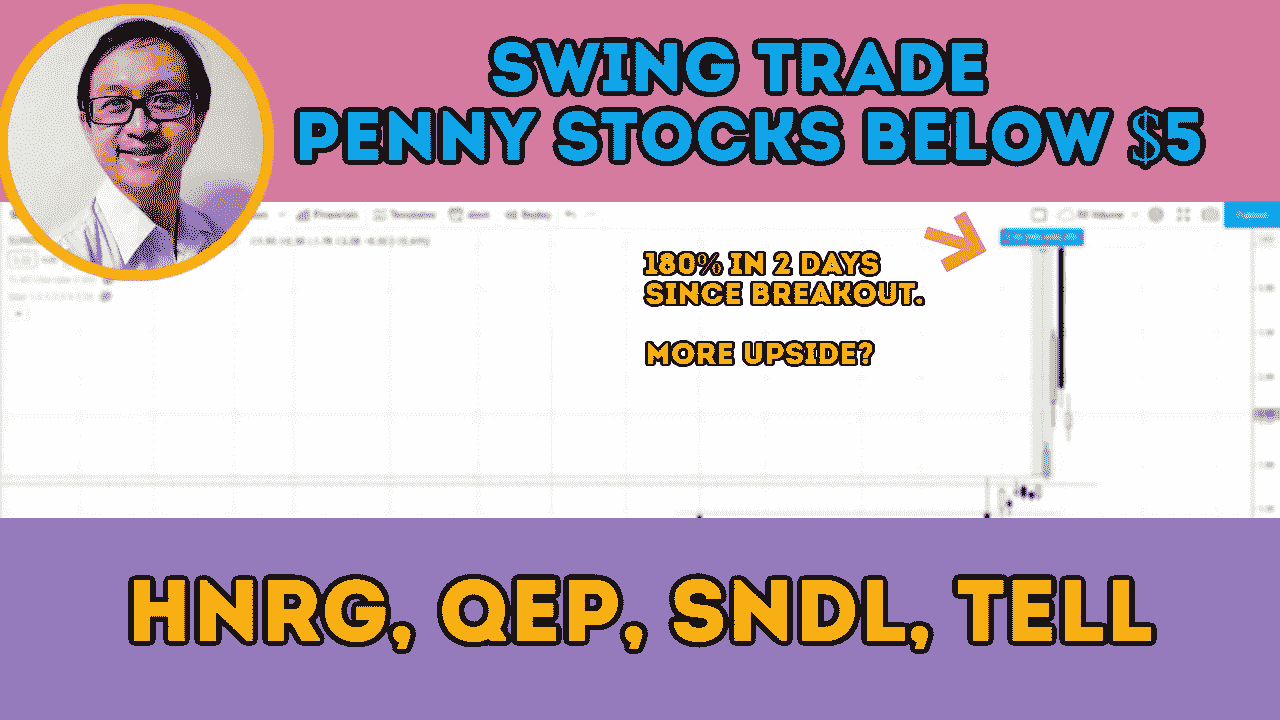 SWING TRADE
PENNY STOCKS BELOW $5
180% IN 2 DAYS
SINCE BREAKOUT.
MORE UPSIDE?
HNRG, QEP, SNDL, TELL